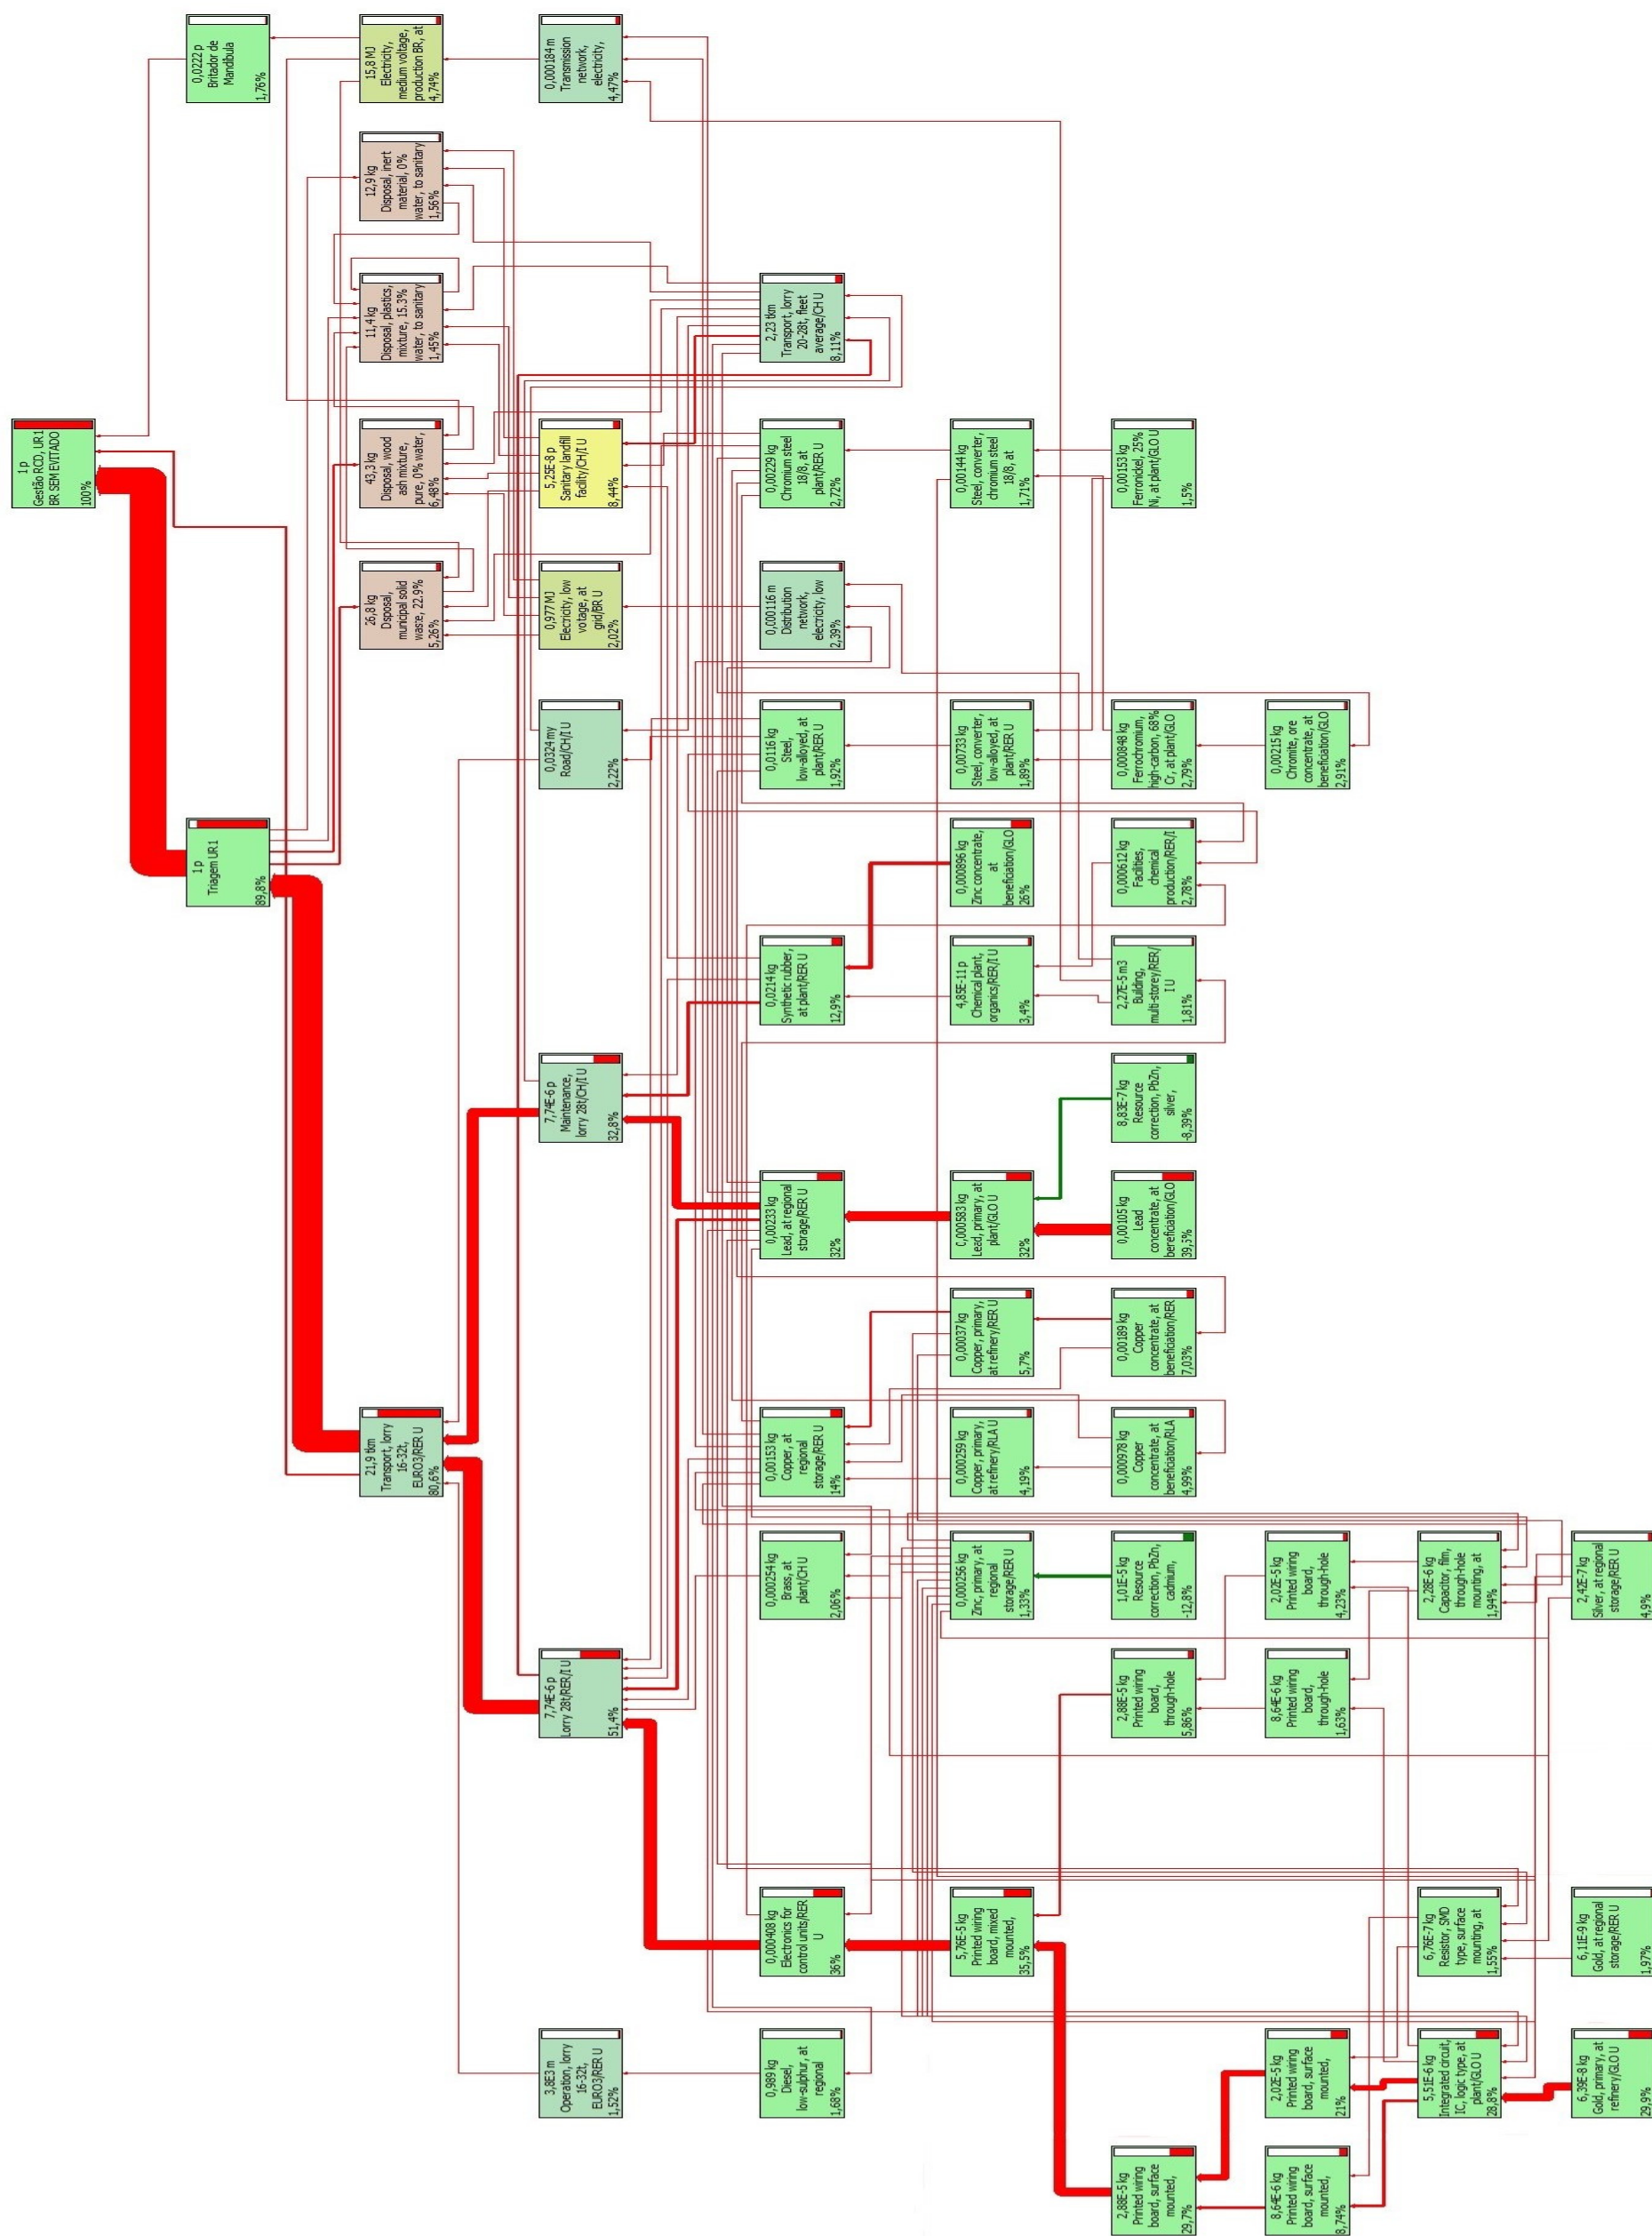 1 p
Gestão RCD, UR1
BR SEM EVITADO
100%
1 p
Triagem UR1
89,8%
0,0222 p
Britador de
Mandíbula
1,76%
21,9 tkm
Transport, lorry
16-32t,
EURO3/RER U
80,6%
26,8 kg
Disposal,
municipal solid
waste, 22.9%
5,26%
43,3 kg
Disposal, wood
ash mixture,
pure, 0% water,
6,48%
11,4 kg
Disposal, plastics,
mixture, 15.3%
water, to sanitary
1,45%
12,9 kg
Disposal, inert
material, 0%
water, to sanitary
1,56%
15,8 MJ
Electricity,
medium voltage,
production BR, at
4,74%
3,8E3 m
Operation, lorry
16-32t,
EURO3/RER U
1,52%
7,74E-6 p
Lorry 28t/RER/I U
51,4%
7,74E-6 p
Maintenance,
lorry 28t/CH/I U
32,8%
0,0324 my
Road/CH/I U
2,22%
0,977 MJ
Electricity, low
votage, at
grid/BR U
2,02%
5,25E-8 p
Sanitary landfill
facility/CH/I U
8,44%
0,000184 m
Transmission
network,
electricity,
4,47%
0,989 kg
Diesel,
low-sulphur, at
regional
1,68%
0,000408 kg
Electronics for
control units/RER
U
36%
0,000254 kg
Brass, at
plant/CH U
2,06%
0,00153 kg
Copper, at
regional
storage/RER U
14%
0,00233 kg
Lead, at regional
storage/RER U
32%
0,0214 kg
Synthetic rubber,
at plant/RER U
12,9%
0,0116 kg
Steel,
low-alloyed, at
plant/RER U
1,92%
0,000116 m
Distribution
network,
electricity, low
2,39%
0,00229 kg
Chromium steel
18/8, at
plant/RER U
2,72%
2,23 tkm
Transport, lorry
20-28t, fleet
average/CH U
8,11%
5,76E-5 kg
Printed wiring
board, mixed
mounted,
35,5%
0,000256 kg
Zinc, primary, at
regional
storage/RER U
1,33%
0,000259 kg
Copper, primary,
at refinery/RLA U
4,19%
0,00037 kg
Copper, primary,
at refinery/RER U
5,7%
0,000583 kg
Lead, primary, at
plant/GLO U
32%
4,85E-11 p
Chemical plant,
organics/RER/I U
3,4%
0,000896 kg
Zinc concentrate,
at
beneficiation/GLO
26%
0,00733 kg
Steel, converter,
low-alloyed, at
plant/RER U
1,89%
0,00144 kg
Steel, converter,
chromium steel
18/8, at
1,71%
2,88E-5 kg
Printed wiring
board, surface
mounted,
29,7%
2,88E-5 kg
Printed wiring
board,
through-hole
5,86%
1,01E-5 kg
Resource
correction, PbZn,
cadmium,
-12,8%
0,000978 kg
Copper
concentrate, at
beneficiation/RLA
4,99%
0,00189 kg
Copper
concentrate, at
beneficiation/RER
7,03%
0,00105 kg
Lead
concentrate, at
bereficiation/GLO
39,5%
8,83E-7 kg
Resource
correction, PbZn,
silver,
-8,39%
2,27E-5 m3
Building,
multi-storey/RER/
I U
1,81%
0,000612 kg
Facilities,
chemical
production/RER/I
2,78%
0,000848 kg
Ferrochromium,
high-carbon, 68%
Cr, at plant/GLO
2,79%
0,00153 kg
Ferronickel, 25%
Ni, at plant/GLO U
1,5%
8,64E-6 kg
Printed wiring
board, surface
mounted,
8,74%
2,02E-5 kg
Printed wiring
board, surface
mounted,
21%
8,64E-6 kg
Printed wiring
board,
through-hole
1,63%
2,02E-5 kg
Printed wiring
board,
through-hole
4,23%
0,00215 kg
Chromite, ore
concentrate, at
beneficiation/GLO
2,91%
5,51E-6 kg
Integrated circuit,
IC, logic type, at
plant/GLO U
28,8%
6,76E-7 kg
Resistor, SMD
type, surface
mounting, at
1,55%
2,28E-6 kg
Capacitor, film,
through-hole
mounting, at
1,94%
6,39E-8 kg
Gold, primary, at
refinery/GLO U
29,9%
6,11E-9 kg
Gold, at regional
storage/RER U
1,97%
2,42E-7 kg
Silver, at regional
storage/RER U
4,9%